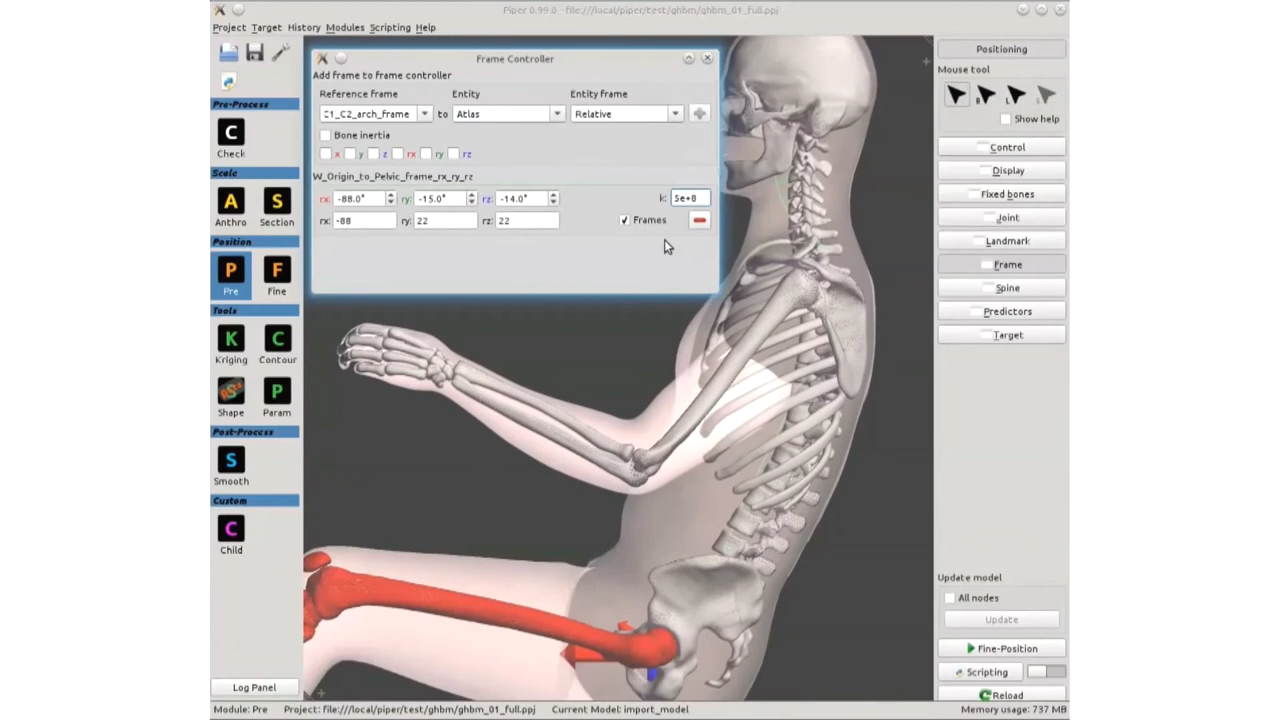 Piper 0.99.0 - file:///local/piper/test/ghbm/ghbm_01_full.ppj
Project Target History Modules Scripting Help
Frame Controller
Add frame to frame controller
Reference frame Entity Entity frame
C1_C2_arch_frame to Atlas Relative
Bone inertia
x y z rx ry rz
W_Origin_to_Pelvic_frame_rx_ry_rz
rx: -88.0° ry: -15.0° rz: -14.0° k: 5e+8
rx: -88 ry: 22 rz: 22 Frames
Pre-Process
C
Check
Scale
A S
Anthro Section
Position
P F
Pre Fine
Tools
K C
Kriging Contour
P
Shape Param
Post-Process
S
Smooth
Custom
C
Child
Log Panel
Positioning
Mouse tool
B L S
Show help
Control
Display
Fixed bones
Joint
Landmark
Frame
Spine
Predictors
Target
Update model
All nodes
Update
Fine-Position
Scripting
Reload
Module: Pre Project: file:///local/piper/test/ghbm/ghbm_01_full.ppj Current Model: import_model Memory usage: 737 MB